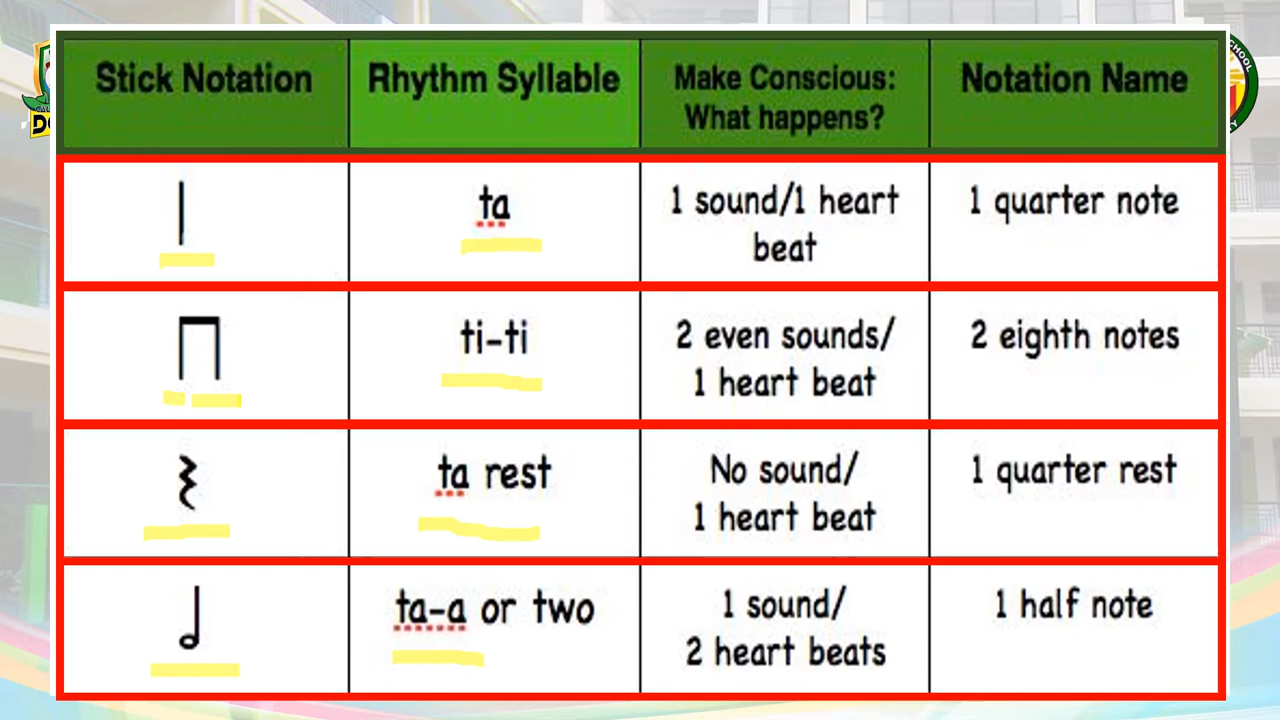 Stick Notation
Rhythm Syllable
Make Conscious:
What happens?
Notation Name
ta
1 sound/1 heart
beat
1 quarter note
ti-ti
2 even sounds/
1 heart beat
2 eighth notes
ta rest
No sound/
1 heart beat
1 quarter rest
ta-a or two
1 sound/
2 heart beats
1 half note